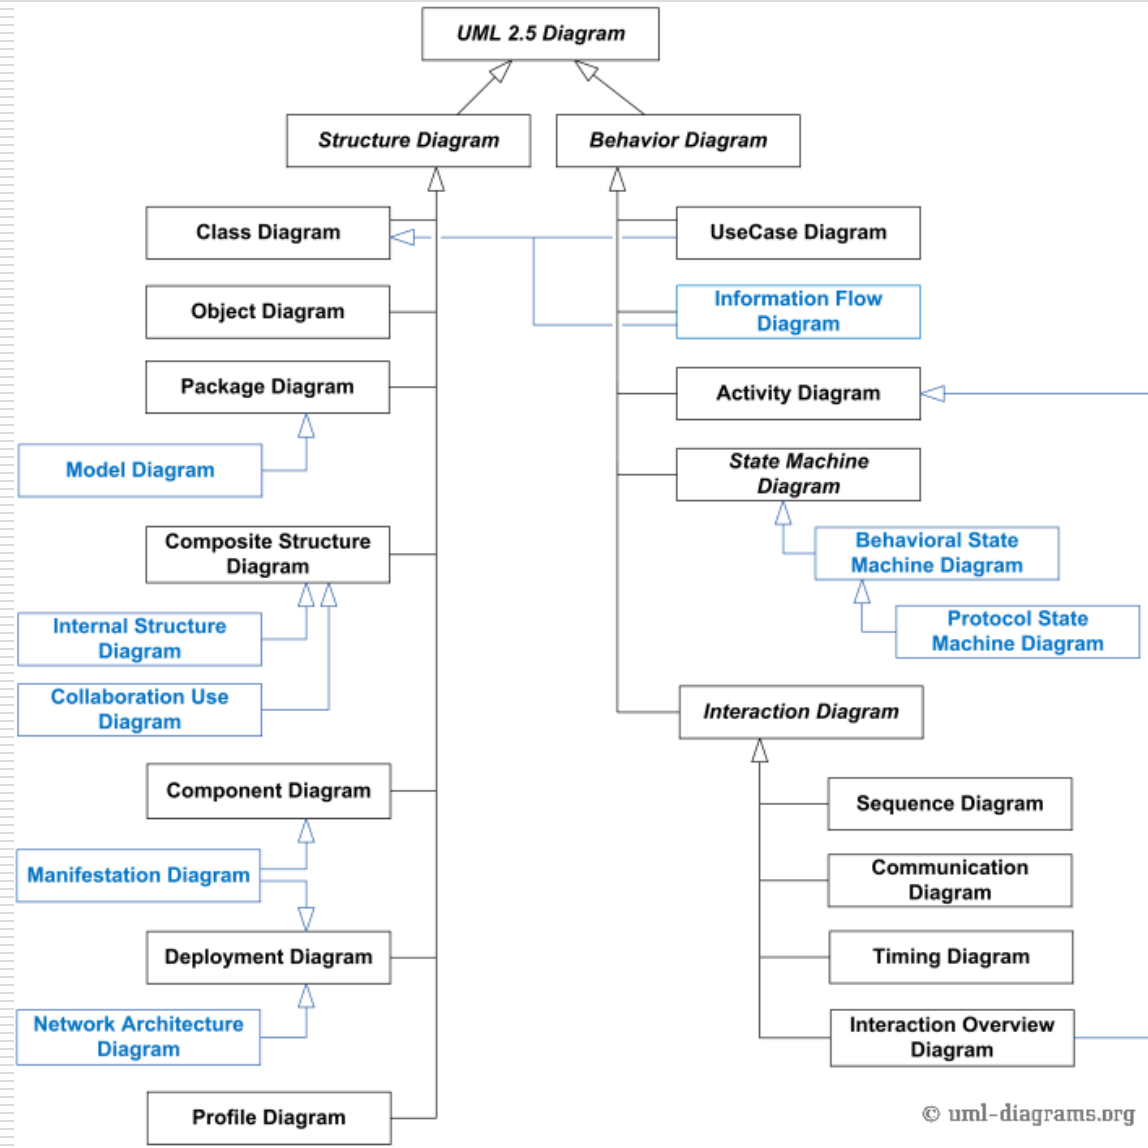 UML 2.5 Diagram
Structure Diagram
Behavior Diagram
Class Diagram
UseCase Diagram
Object Diagram
Information Flow
Diagram
Package Diagram
Activity Diagram
Model Diagram
State Machine
Diagram
Composite Structure
Diagram
Behavioral State
Machine Diagram
Internal Structure
Diagram
Protocol State
Machine Diagram
Collaboration Use
Diagram
Interaction Diagram
Component Diagram
Sequence Diagram
Manifestation Diagram
Communication
Diagram
Deployment Diagram
Timing Diagram
Network Architecture
Diagram
Interaction Overview
Diagram
Profile Diagram
© uml-diagrams.org